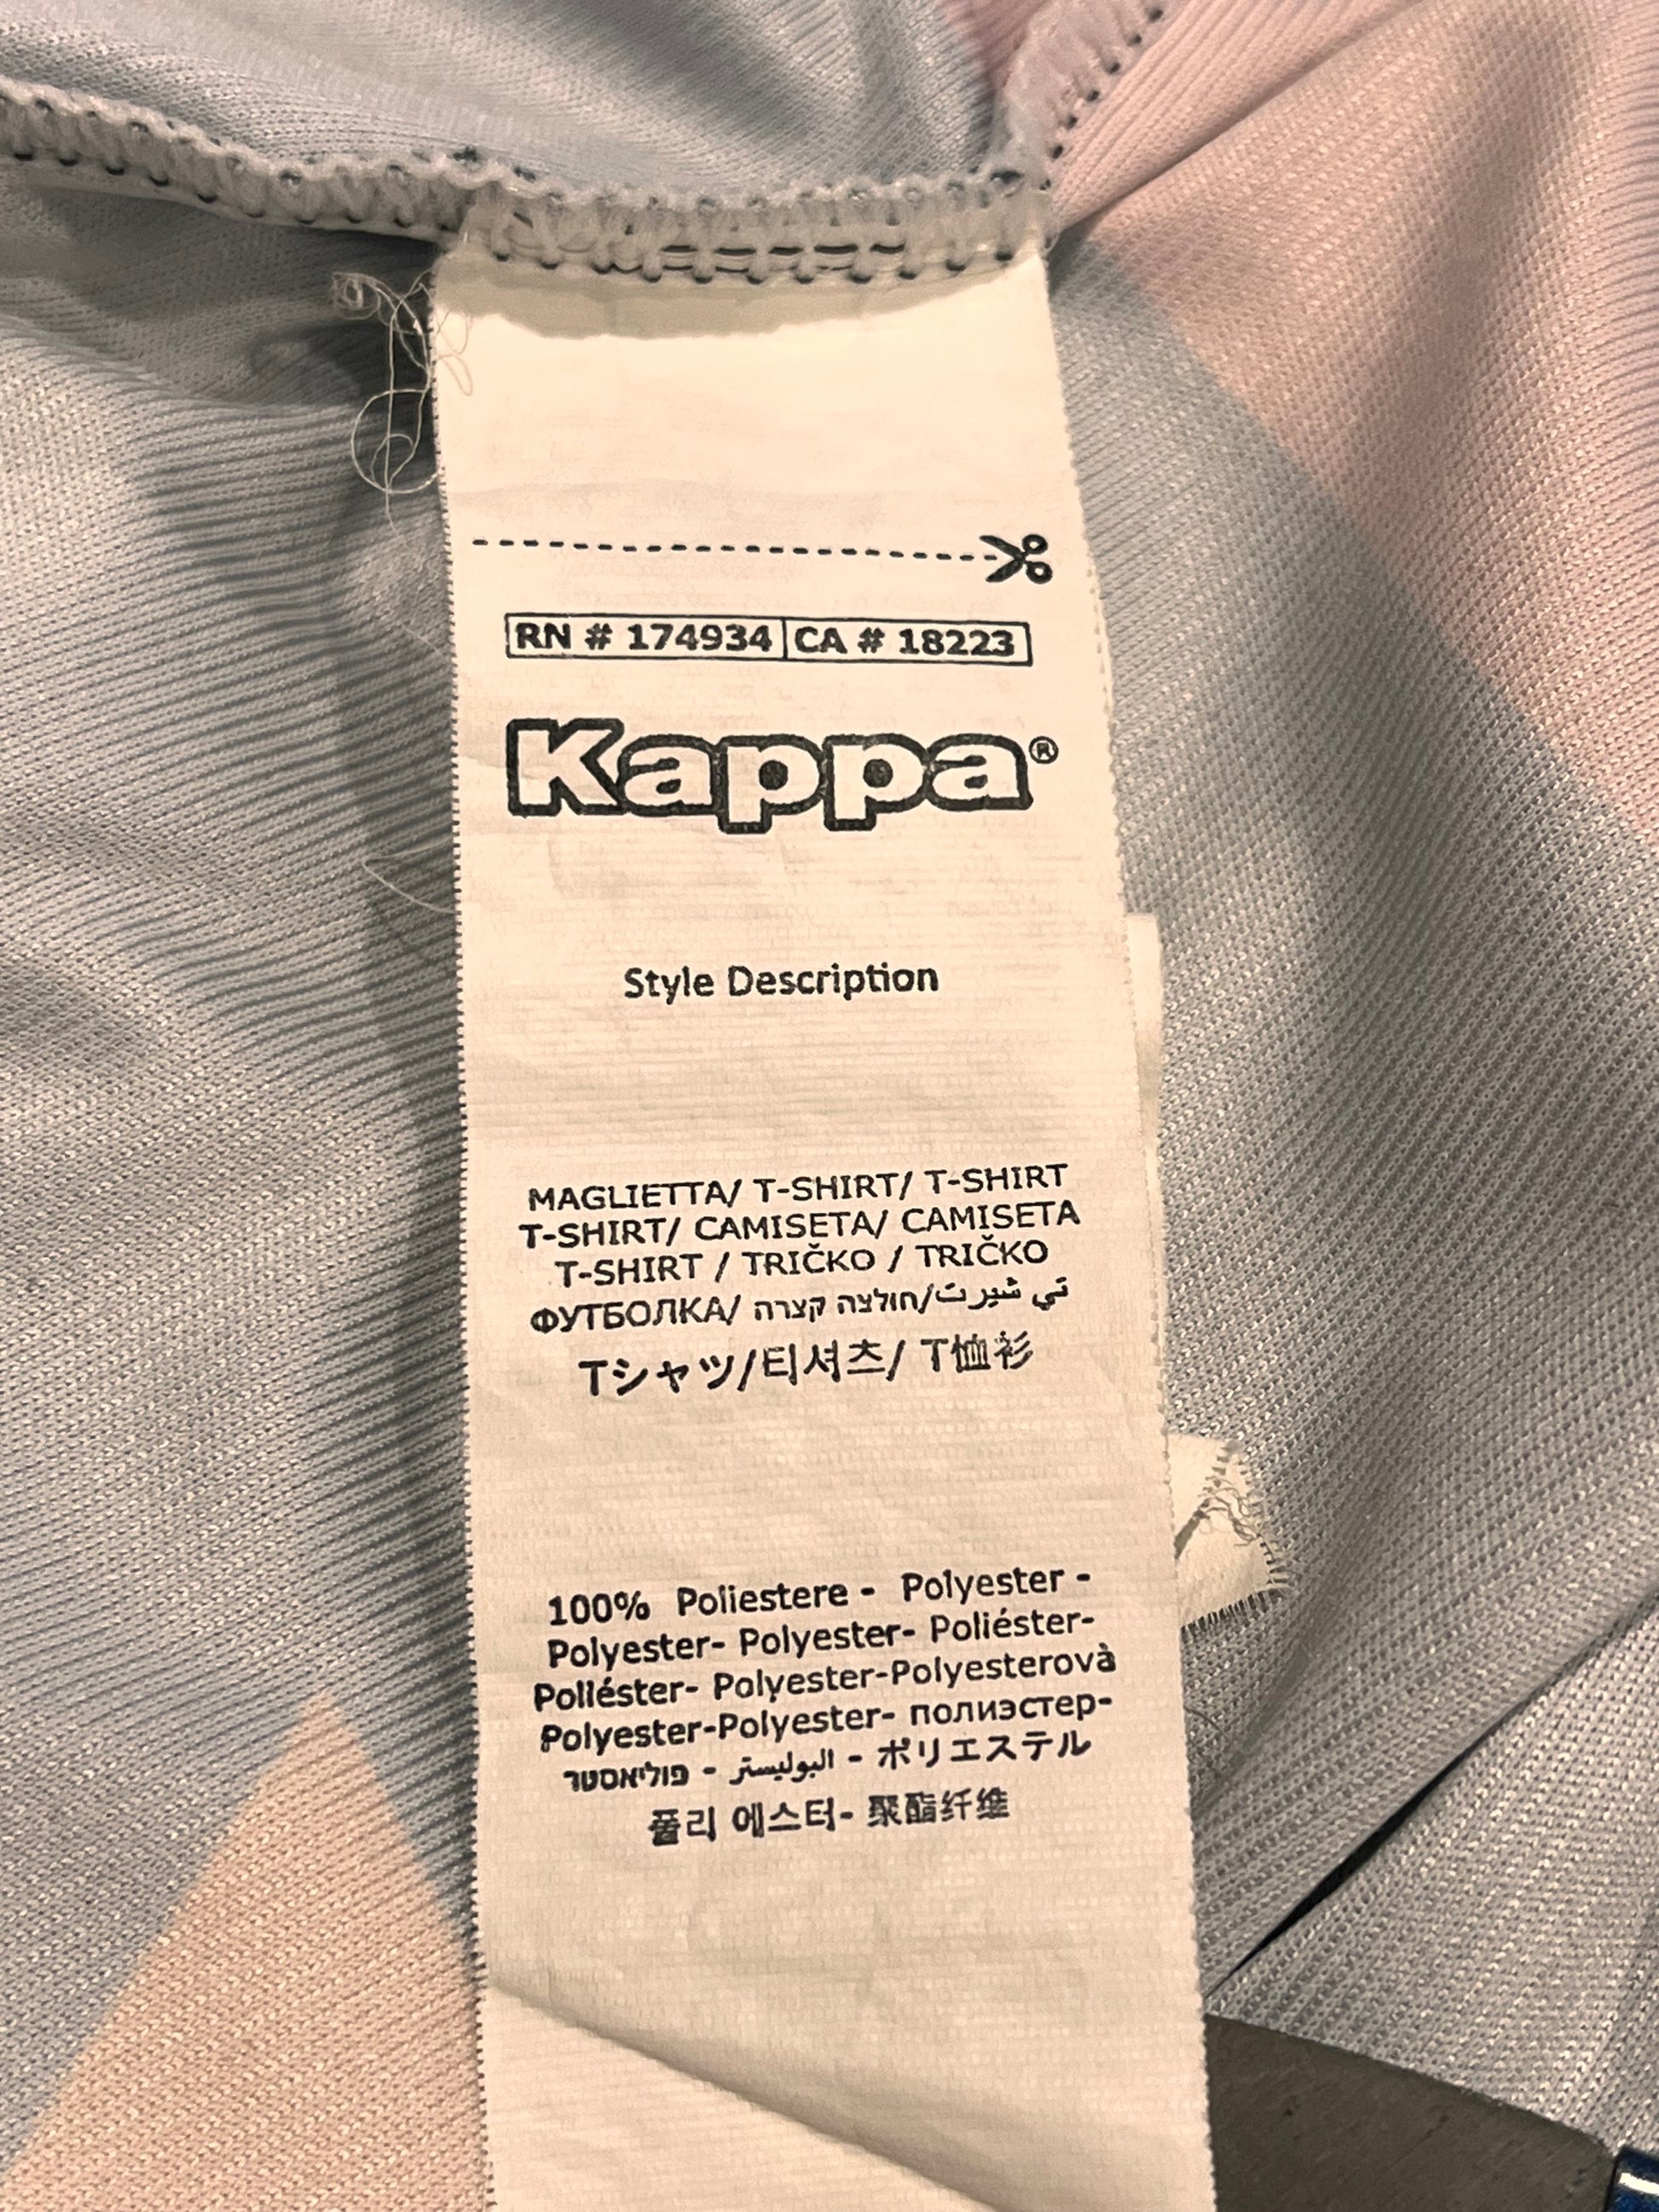 RN # 174934 CA # 18223
Kappa®
Style Description
MAGLIETTA/ T-SHIRT/ T-SHIRT
T-SHIRT/ CAMISETA/ CAMISETA
T-SHIRT / TRIČKO / TRIČKO
ФУТБОЛКА/ חולצה קצרה/تي شيرت
Tシャツ/티셔츠/ T恤衫
100% Poliestere - Polyester -
Polyester- Polyester- Poliéster-
Poliéster- Polyester-Polyesterovà
Polyester-Polyester- полиэстер-
פוליאסטר - البوليستر - ポリエステル
폴리 에스터- 聚酯纤维